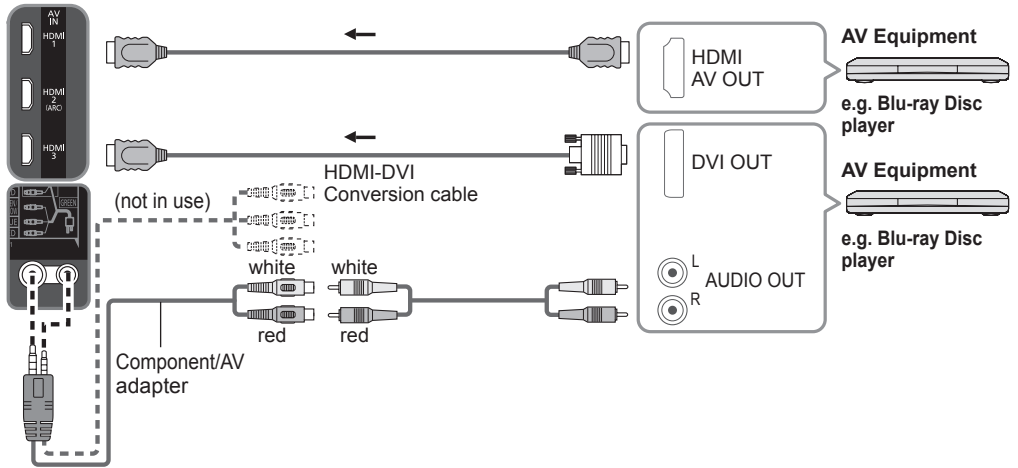 AV
IN
HDMI
1
HDMI
2
(ARC)
HDMI
3
GREEN
HDMI
AV OUT
AV Equipment
e.g. Blu-ray Disc
player
HDMI-DVI
Conversion cable
DVI OUT
L
AUDIO OUT
R
AV Equipment
e.g. Blu-ray Disc
player
(not in use)
white
white
red
red
Component/AV
adapter